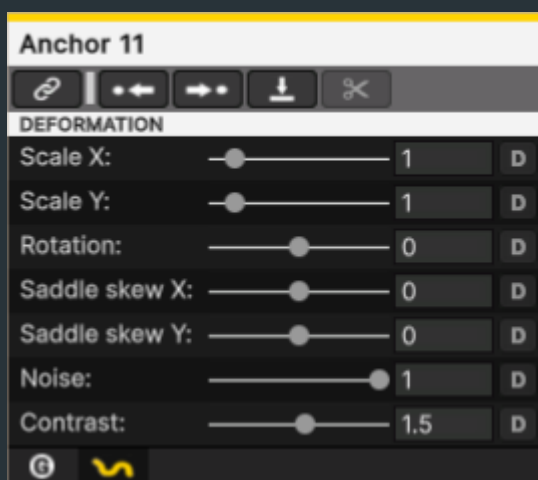 Anchor 11
DEFORMATION
Scale X: 1 D
Scale Y: 1 D
Rotation: 0 D
Saddle skew X: 0 D
Saddle skew Y: 0 D
Noise: 1 D
Contrast: 1.5 D
G